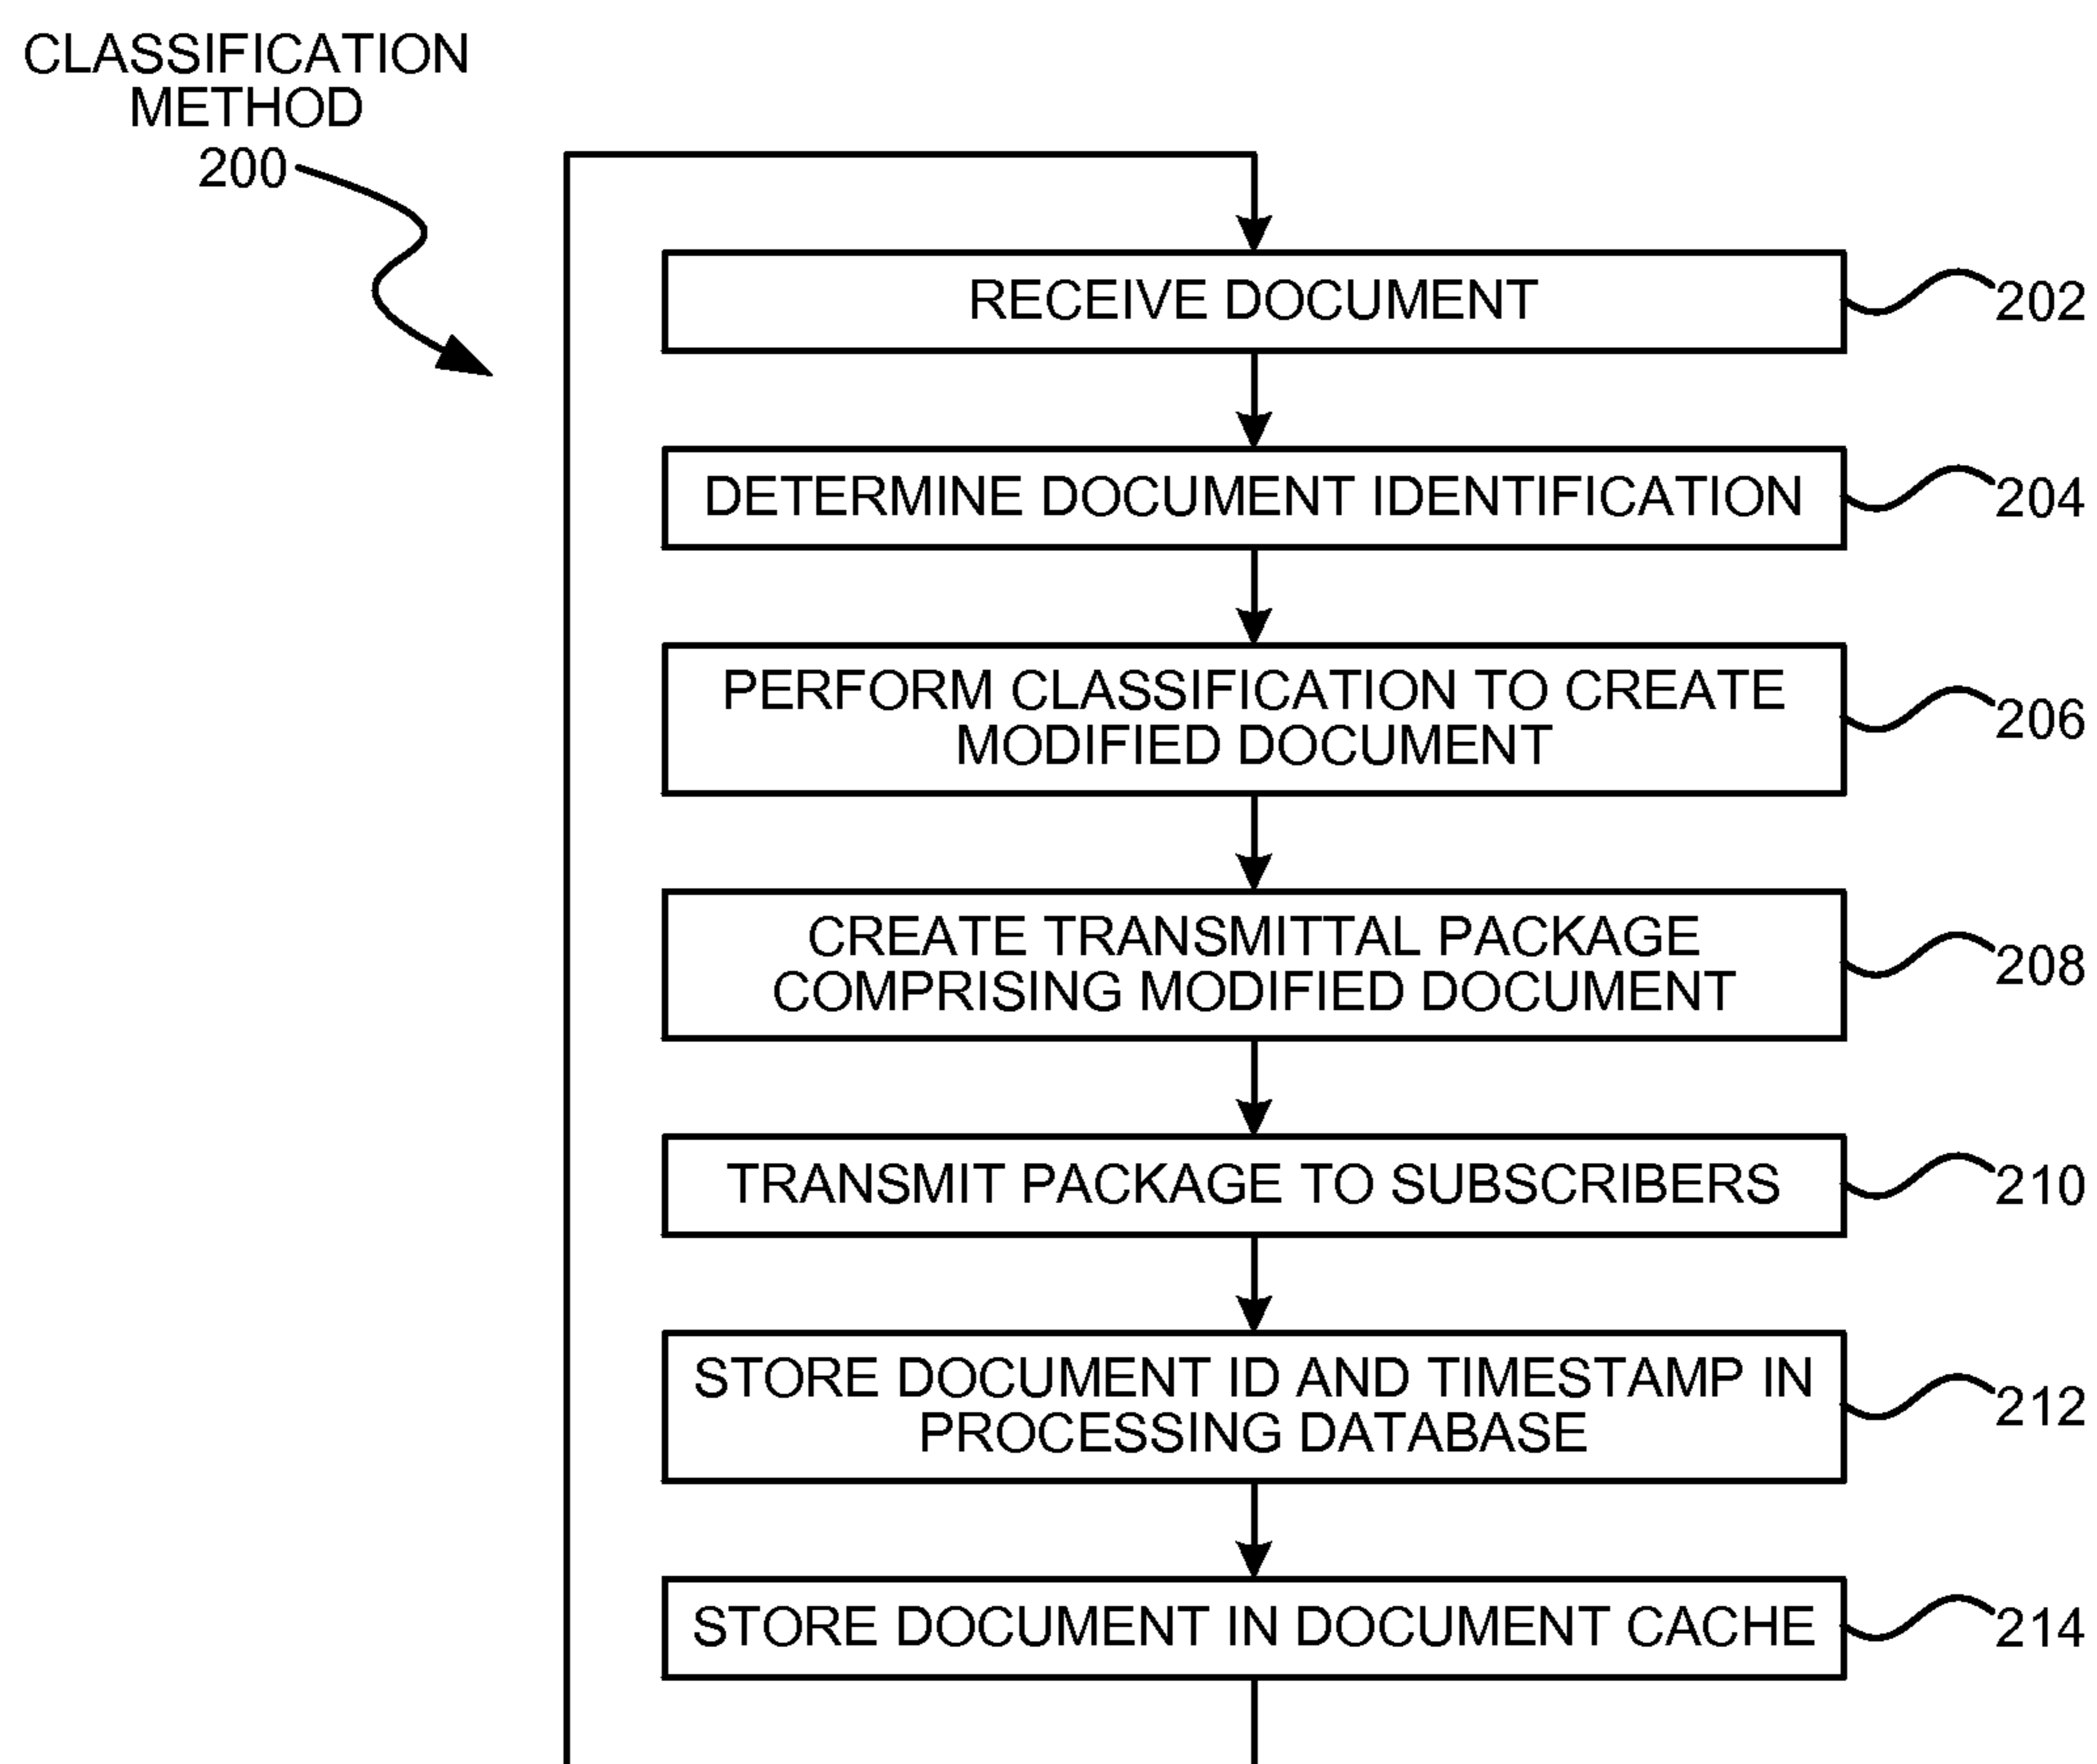 CLASSIFICATION
METHOD
200
RECEIVE DOCUMENT
202
DETERMINE DOCUMENT IDENTIFICATION
204
PERFORM CLASSIFICATION TO CREATE
MODIFIED DOCUMENT
206
CREATE TRANSMITTAL PACKAGE
COMPRISING MODIFIED DOCUMENT
208
TRANSMIT PACKAGE TO SUBSCRIBERS
210
STORE DOCUMENT ID AND TIMESTAMP IN
PROCESSING DATABASE
212
STORE DOCUMENT IN DOCUMENT CACHE
214